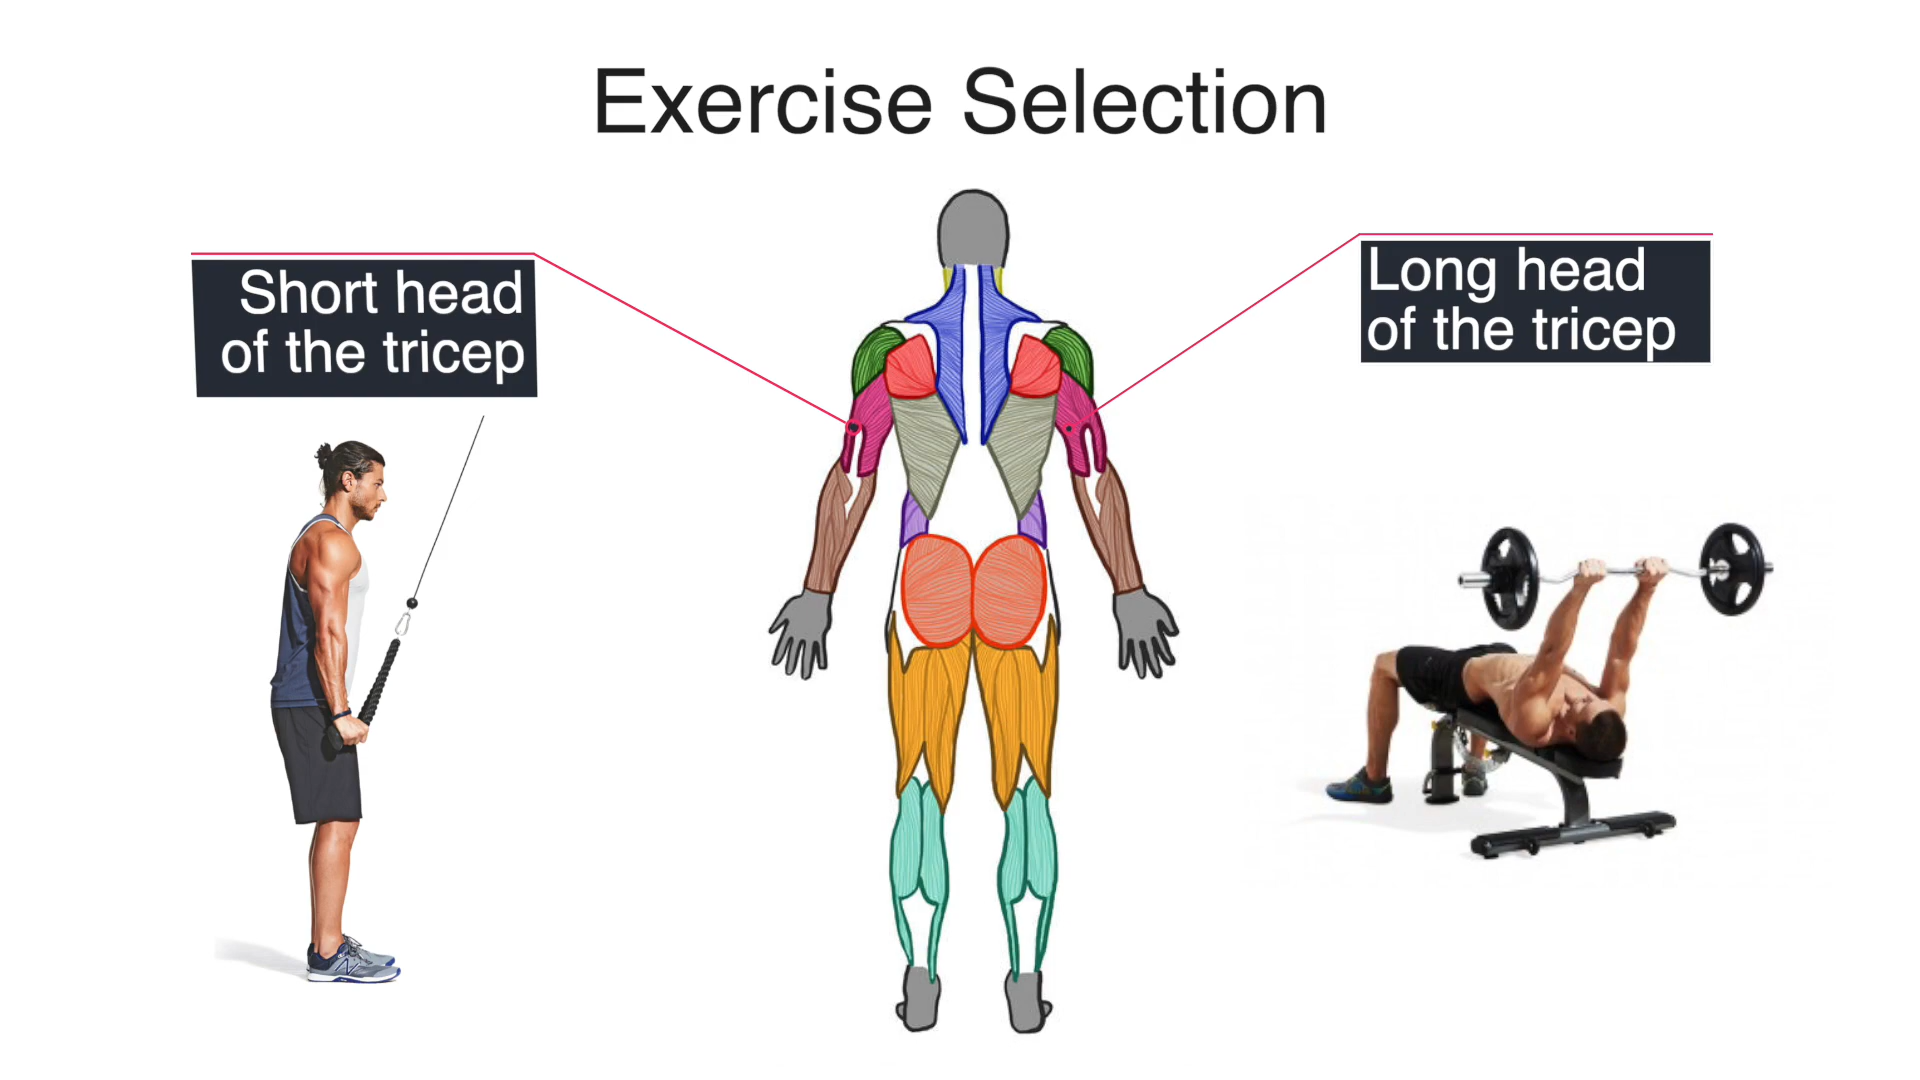 Exercise Selection
Short head
of the tricep
Long head
of the tricep